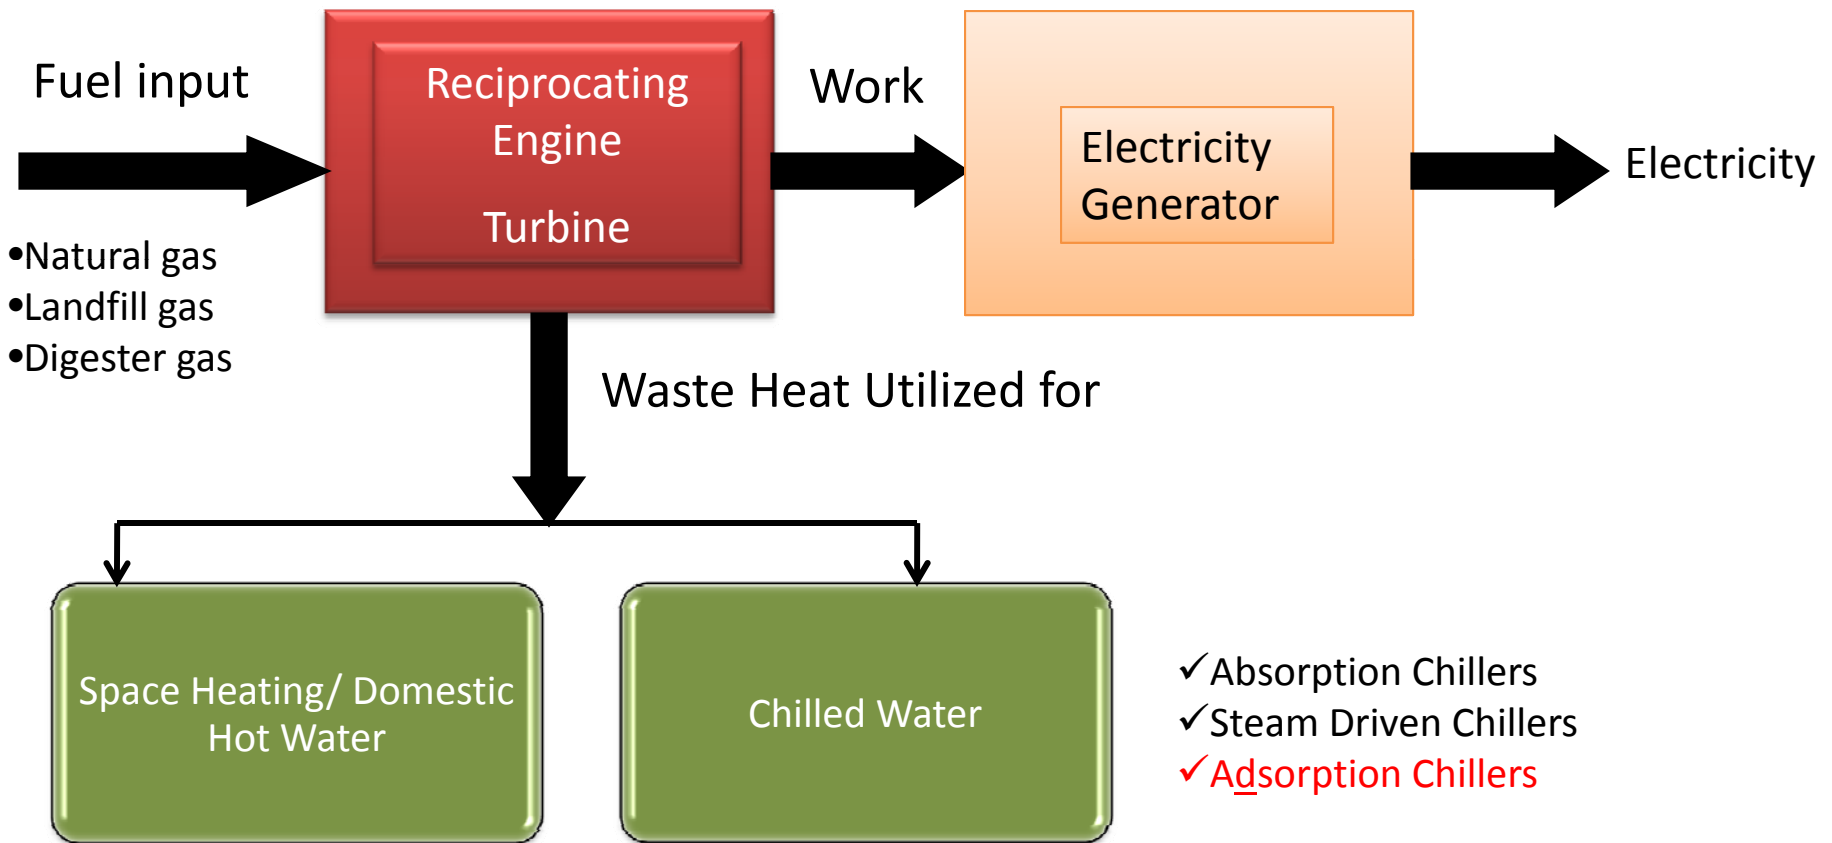 Fuel input
•Natural gas
•Landfill gas
•Digester gas
Reciprocating
Engine
Turbine
Work
Electricity
Generator
Electricity
Waste Heat Utilized for
Space Heating/ Domestic
Hot Water
Chilled Water
✓Absorption Chillers
✓Steam Driven Chillers
✓Adsorption Chillers